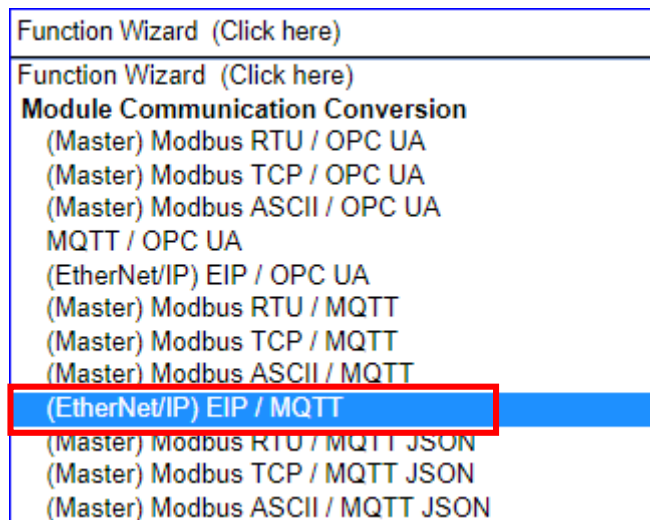 Function Wizard (Click here)
Function Wizard (Click here)
Module Communication Conversion
(Master) Modbus RTU / OPC UA
(Master) Modbus TCP / OPC UA
(Master) Modbus ASCII / OPC UA
MQTT / OPC UA
(EtherNet/IP) EIP / OPC UA
(Master) Modbus RTU / MQTT
(Master) Modbus TCP / MQTT
(Master) Modbus ASCII / MQTT
(EtherNet/IP) EIP / MQTT
(Master) Modbus RTU / MQTT JSON
(Master) Modbus TCP / MQTT JSON
(Master) Modbus ASCII / MQTT JSON